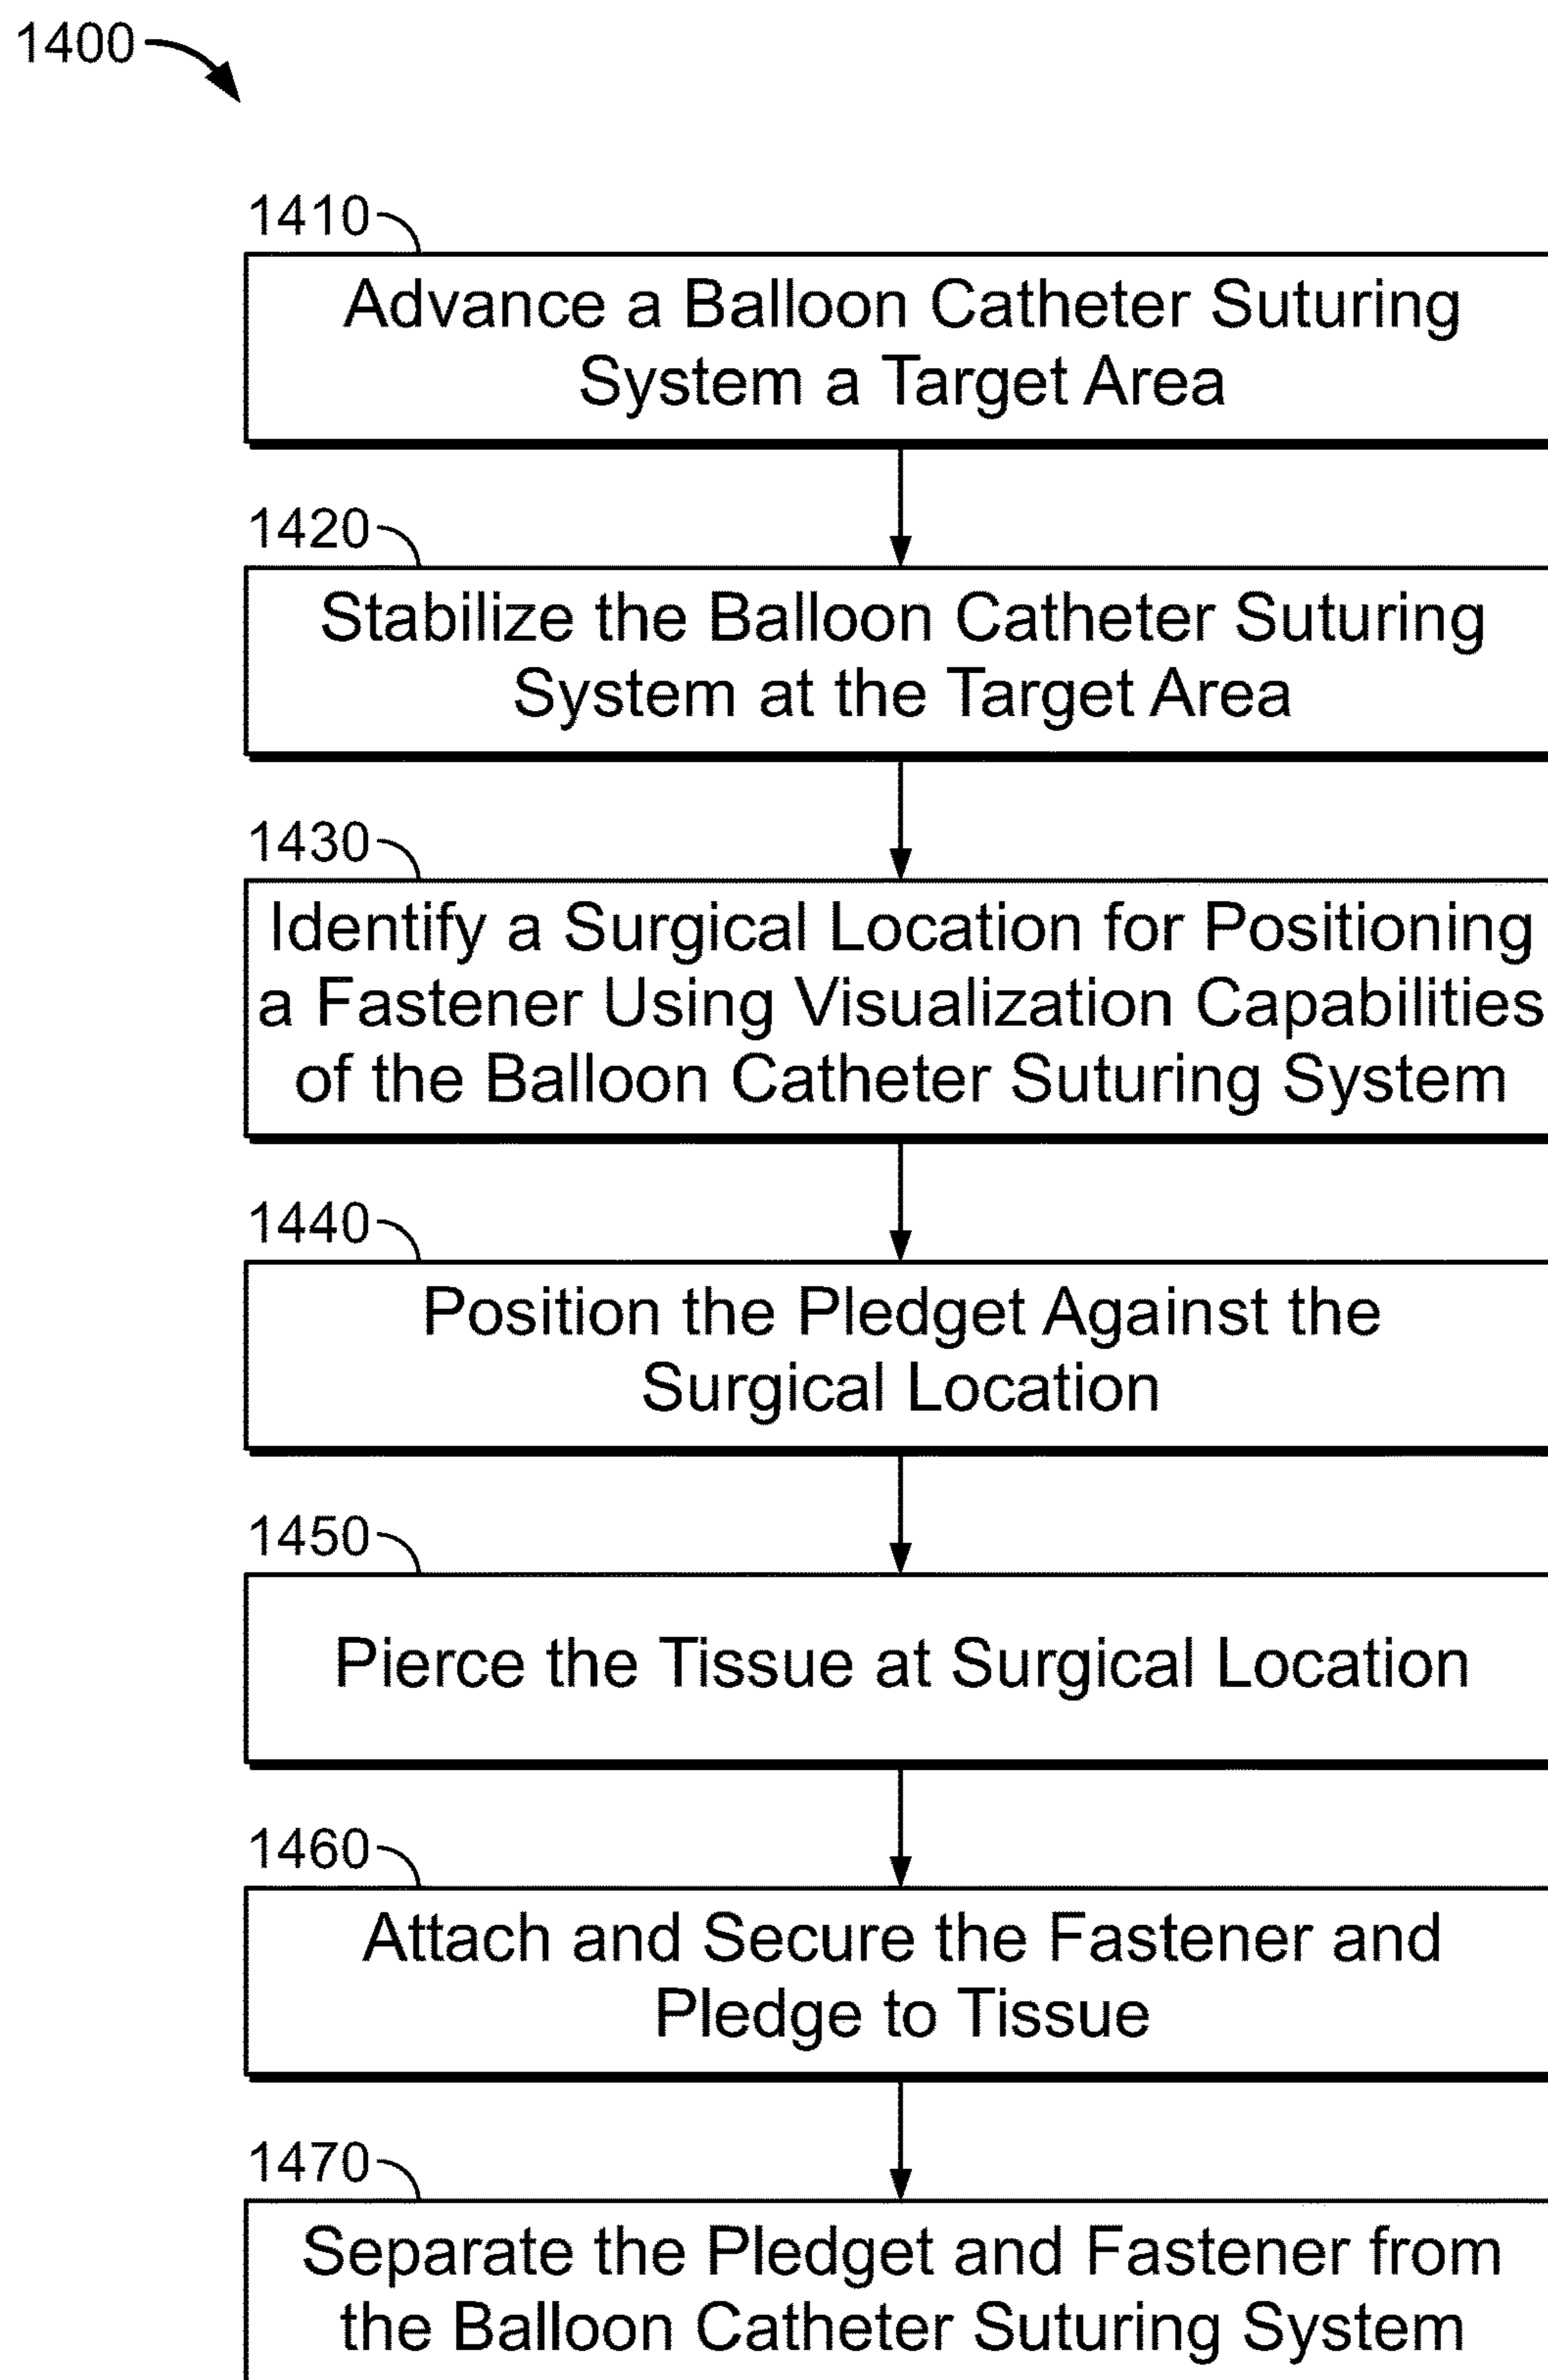 1400
1410
Advance a Balloon Catheter Suturing
System a Target Area
1420
Stabilize the Balloon Catheter Suturing
System at the Target Area
1430
Identify a Surgical Location for Positioning
a Fastener Using Visualization Capabilities
of the Balloon Catheter Suturing System
1440
Position the Pledget Against the
Surgical Location
1450
Pierce the Tissue at Surgical Location
1460
Attach and Secure the Fastener and
Pledge to Tissue
1470
Separate the Pledget and Fastener from
the Balloon Catheter Suturing System